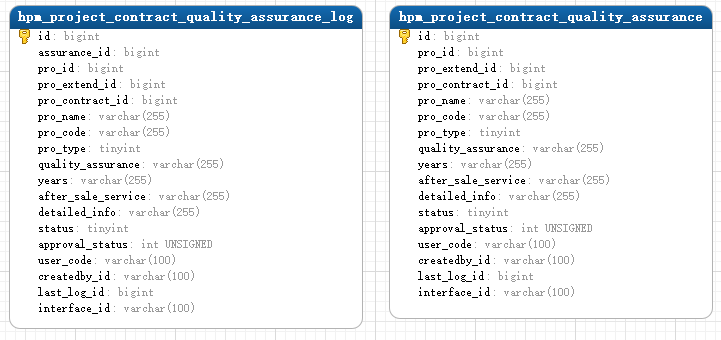 hpm_project_contract_quality_assurance_log
id: bigint
assurance_id: bigint
pro_id: bigint
pro_extend_id: bigint
pro_contract_id: bigint
pro_name: varchar(255)
pro_code: varchar(255)
pro_type: tinyint
quality_assurance: varchar(255)
years: varchar(255)
after_sale_service: varchar(255)
detailed_info: varchar(255)
status: tinyint
approval_status: int UNSIGNED
user_code: varchar(100)
createdby_id: varchar(100)
last_log_id: bigint
interface_id: varchar(100)
hpm_project_contract_quality_assurance
id: bigint
pro_id: bigint
pro_extend_id: bigint
pro_contract_id: bigint
pro_name: varchar(255)
pro_code: varchar(255)
pro_type: tinyint
quality_assurance: varchar(255)
years: varchar(255)
after_sale_service: varchar(255)
detailed_info: varchar(255)
status: tinyint
approval_status: int UNSIGNED
user_code: varchar(100)
createdby_id: varchar(100)
last_log_id: bigint
interface_id: varchar(100)